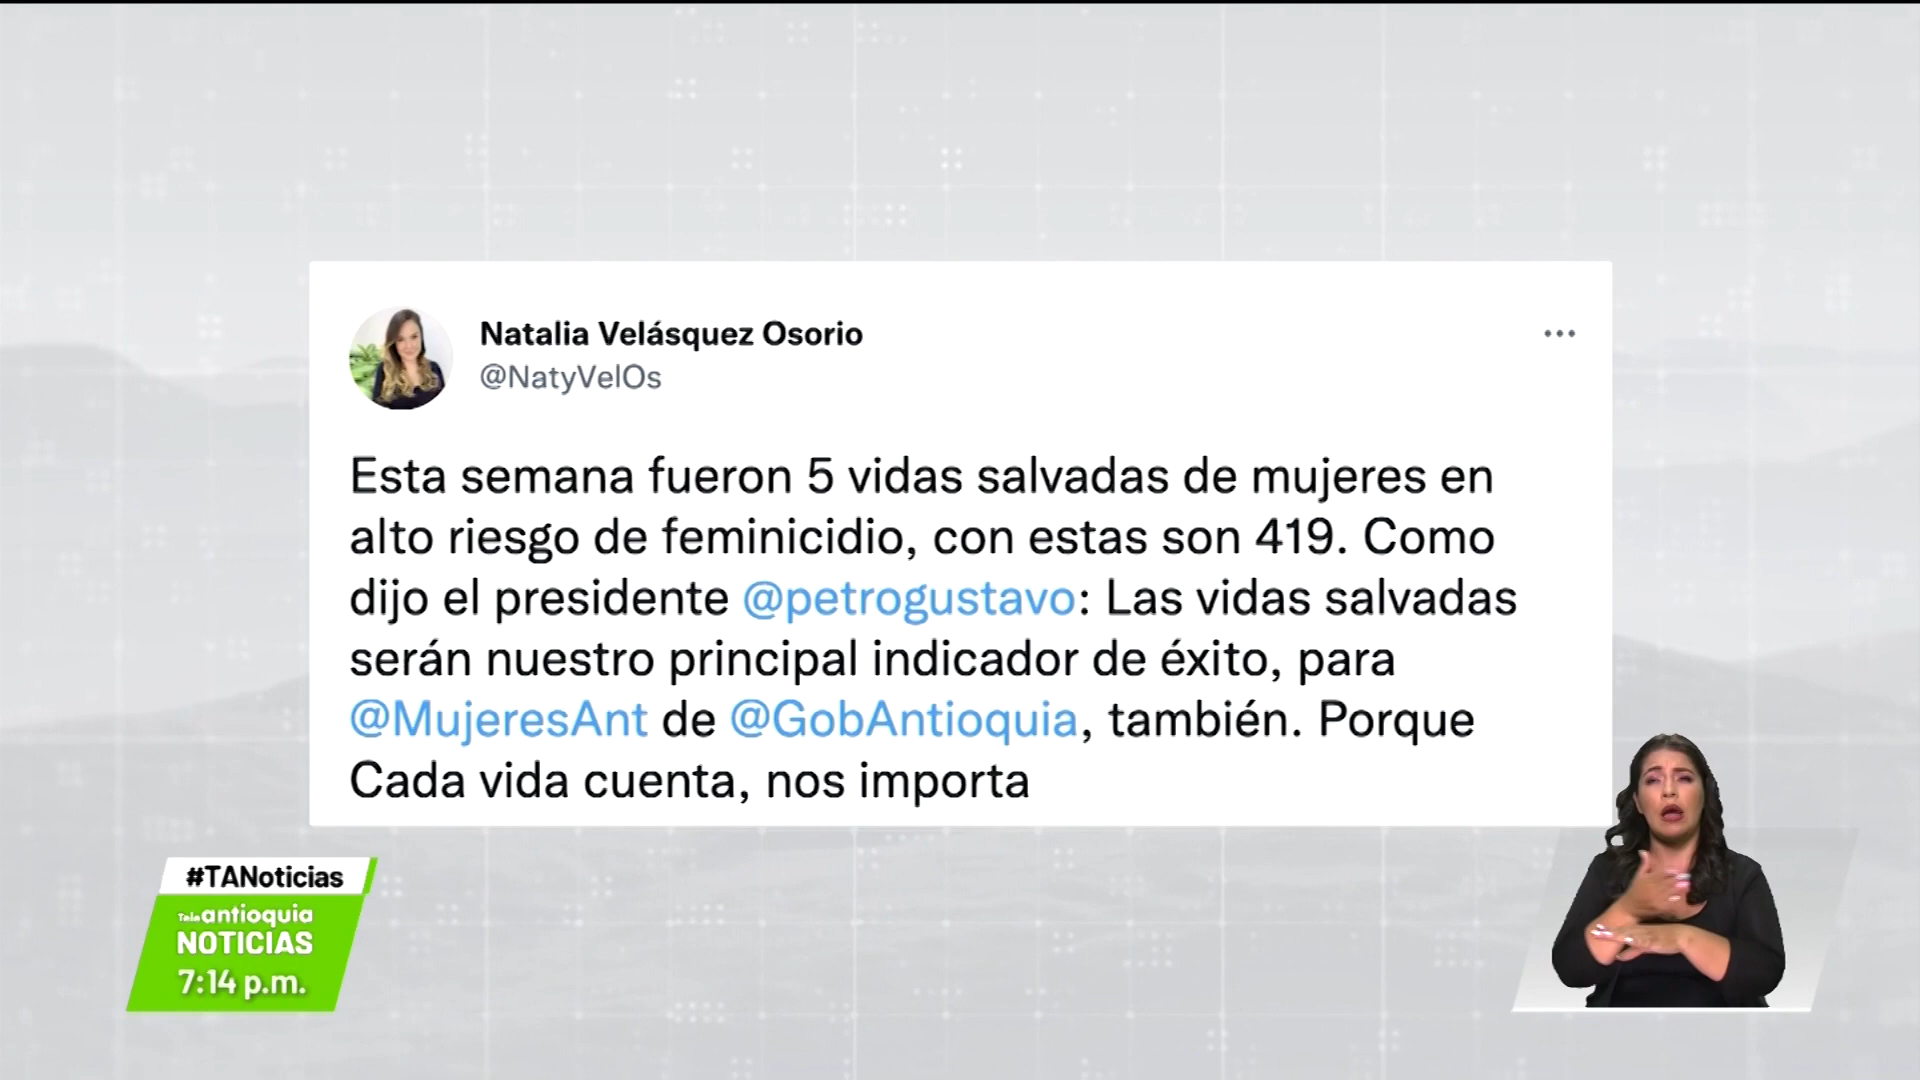 Natalia Velásquez Osorio
@NatyVelOs
Esta semana fueron 5 vidas salvadas de mujeres en
alto riesgo de feminicidio, con estas son 419. Como
dijo el presidente @petrogustavo: Las vidas salvadas
serán nuestro principal indicador de éxito, para
@MujeresAnt de @GobAntioquia, también. Porque
Cada vida cuenta, nos importa
#TANoticias
Teleantioquia
NOTICIAS
7:14 p.m.